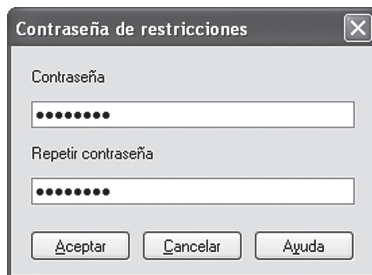 Contraseña de restricciones
Contraseña
••••••••
Repetir contraseña
••••••••
Aceptar Cancelar Ayuda